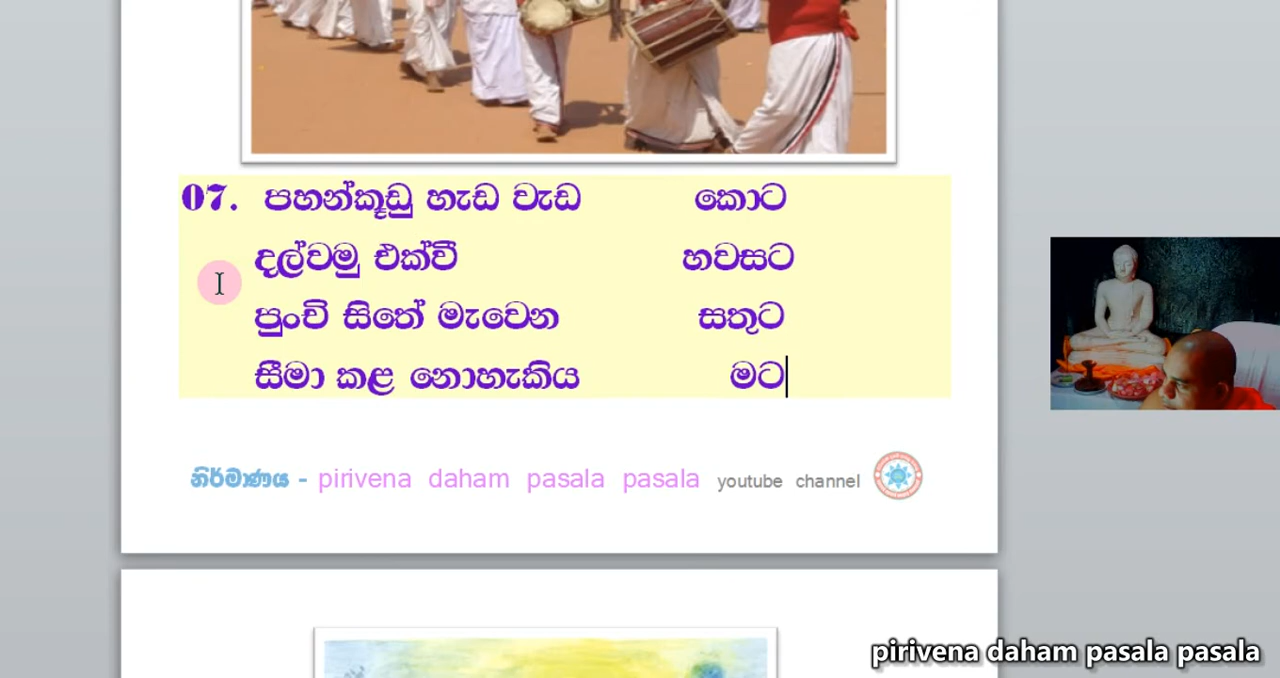 07. පහන්කූඩු හැඩ වැඩ කොට
දල්වමු එක්වී හවසට
පුංචි සිතේ මැවෙන සතුට
සීමා කළ නොහැකිය මට
නිර්මාණය - pirivena daham pasala pasala youtube channel
pirivena daham pasala pasala